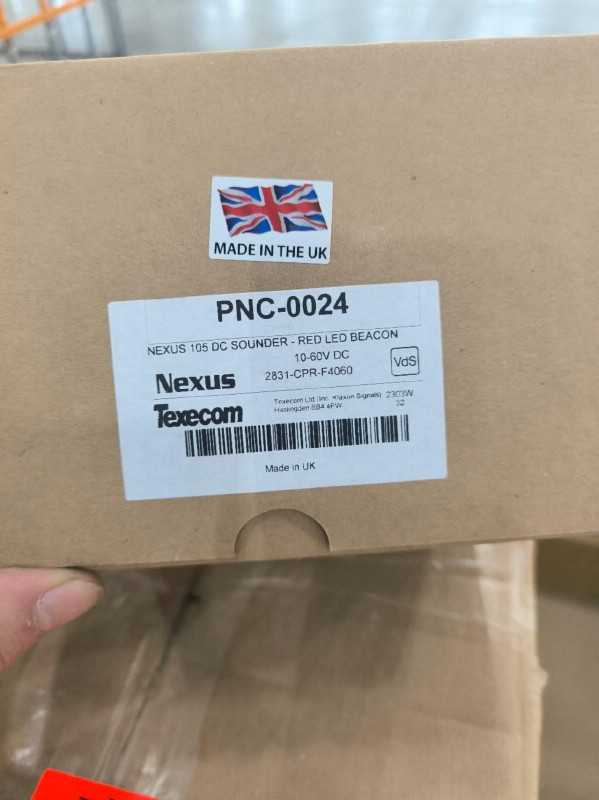 MADE IN THE UK
PNC-0024
NEXUS 105 DC SOUNDER - RED LED BEACON
10-60V DC
VdS
Nexus
2831-CPR-F4060
Texecom
Texecom Ltd (Inc. Klaxon Signals)
2303W
Haslingden BB4 4PW
52
Made in UK